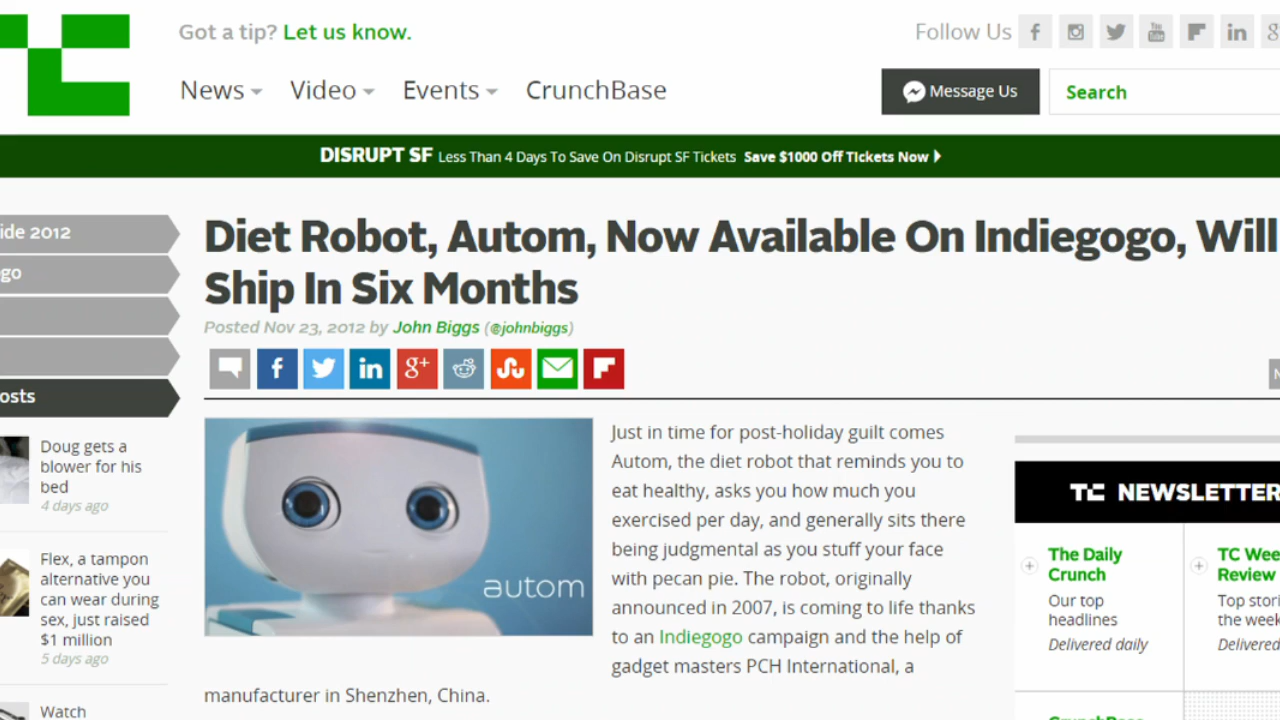 Got a tip? Let us know.
Follow Us
News Video Events CrunchBase
Message Us
Search
DISRUPT SF Less Than 4 Days To Save On Disrupt SF Tickets Save $1000 Off TIckets Now
ide 2012
go
osts
Diet Robot, Autom, Now Available On Indiegogo, Will
Ship In Six Months
Posted Nov 23, 2012 by John Biggs (@johnbiggs)
autom
Just in time for post-holiday guilt comes
Autom, the diet robot that reminds you to
eat healthy, asks you how much you
exercised per day, and generally sits there
being judgmental as you stuff your face
with pecan pie. The robot, originally
announced in 2007, is coming to life thanks
to an Indiegogo campaign and the help of
gadget masters PCH International, a
manufacturer in Shenzhen, China.
Doug gets a
blower for his
bed
4 days ago
Flex, a tampon
alternative you
can wear during
sex, just raised
$1 million
5 days ago
Watch
TC NEWSLETTER
The Daily
Crunch
Our top
headlines
Delivered daily
TC Wee
Review
Top stori
the week
Delivered
CrunchBase